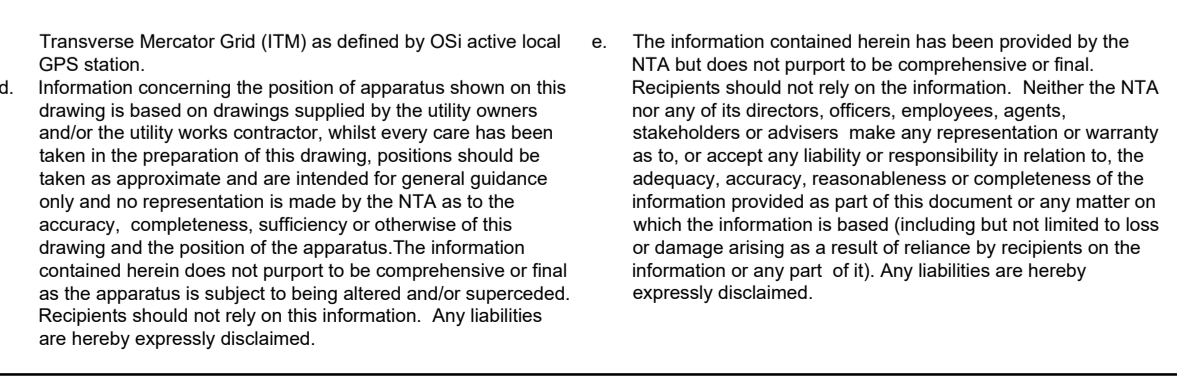 Transverse Mercator Grid (ITM) as defined by OSi active local
GPS station.
d. Information concerning the position of apparatus shown on this
drawing is based on drawings supplied by the utility owners
and/or the utility works contractor, whilst every care has been
taken in the preparation of this drawing, positions should be
taken as approximate and are intended for general guidance
only and no representation is made by the NTA as to the
accuracy,  completeness, sufficiency or otherwise of this
drawing and the position of the apparatus.The information
contained herein does not purport to be comprehensive or final
as the apparatus is subject to being altered and/or superceded.
Recipients should not rely on this information.  Any liabilities
are hereby expressly disclaimed.
e. The information contained herein has been provided by the
NTA but does not purport to be comprehensive or final.
Recipients should not rely on the information.  Neither the NTA
nor any of its directors, officers, employees, agents,
stakeholders or advisers  make any representation or warranty
as to, or accept any liability or responsibility in relation to, the
adequacy, accuracy, reasonableness or completeness of the
information provided as part of this document or any matter on
which the information is based (including but not limited to loss
or damage arising as a result of reliance by recipients on the
information or any part  of it). Any liabilities are hereby
expressly disclaimed.